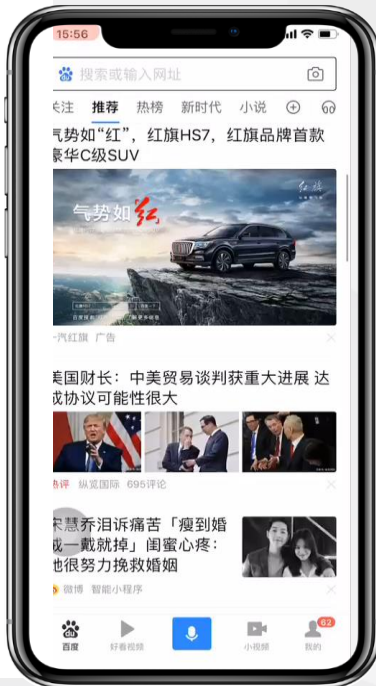 15:56
搜索或输入网址
关注 推荐 热榜 新时代 小说
气势如“红”，红旗HS7，红旗品牌首款
豪华C级SUV
红旗
气势如红
一汽红旗 广告
美国财长：中美贸易谈判获重大进展 达
成协议可能性很大
热评 纵览国际 695评论
宋慧乔泪诉痛苦「瘦到婚
戒一戴就掉」闺蜜心疼：
她很努力挽救婚姻
微博 智能小程序
62
百度 好看视频 小视频 我的